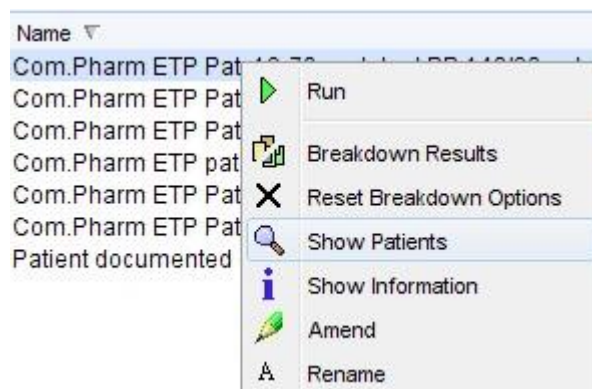 Name
Com.Pharm ETP Pat
Com.Pharm ETP Pat
Com.Pharm ETP Pat
Com.Pharm ETP pat
Com.Pharm ETP Pat
Com.Pharm ETP Pat
Patient documented
Run
Breakdown Results
Reset Breakdown Options
Show Patients
Show Information
Amend
Rename